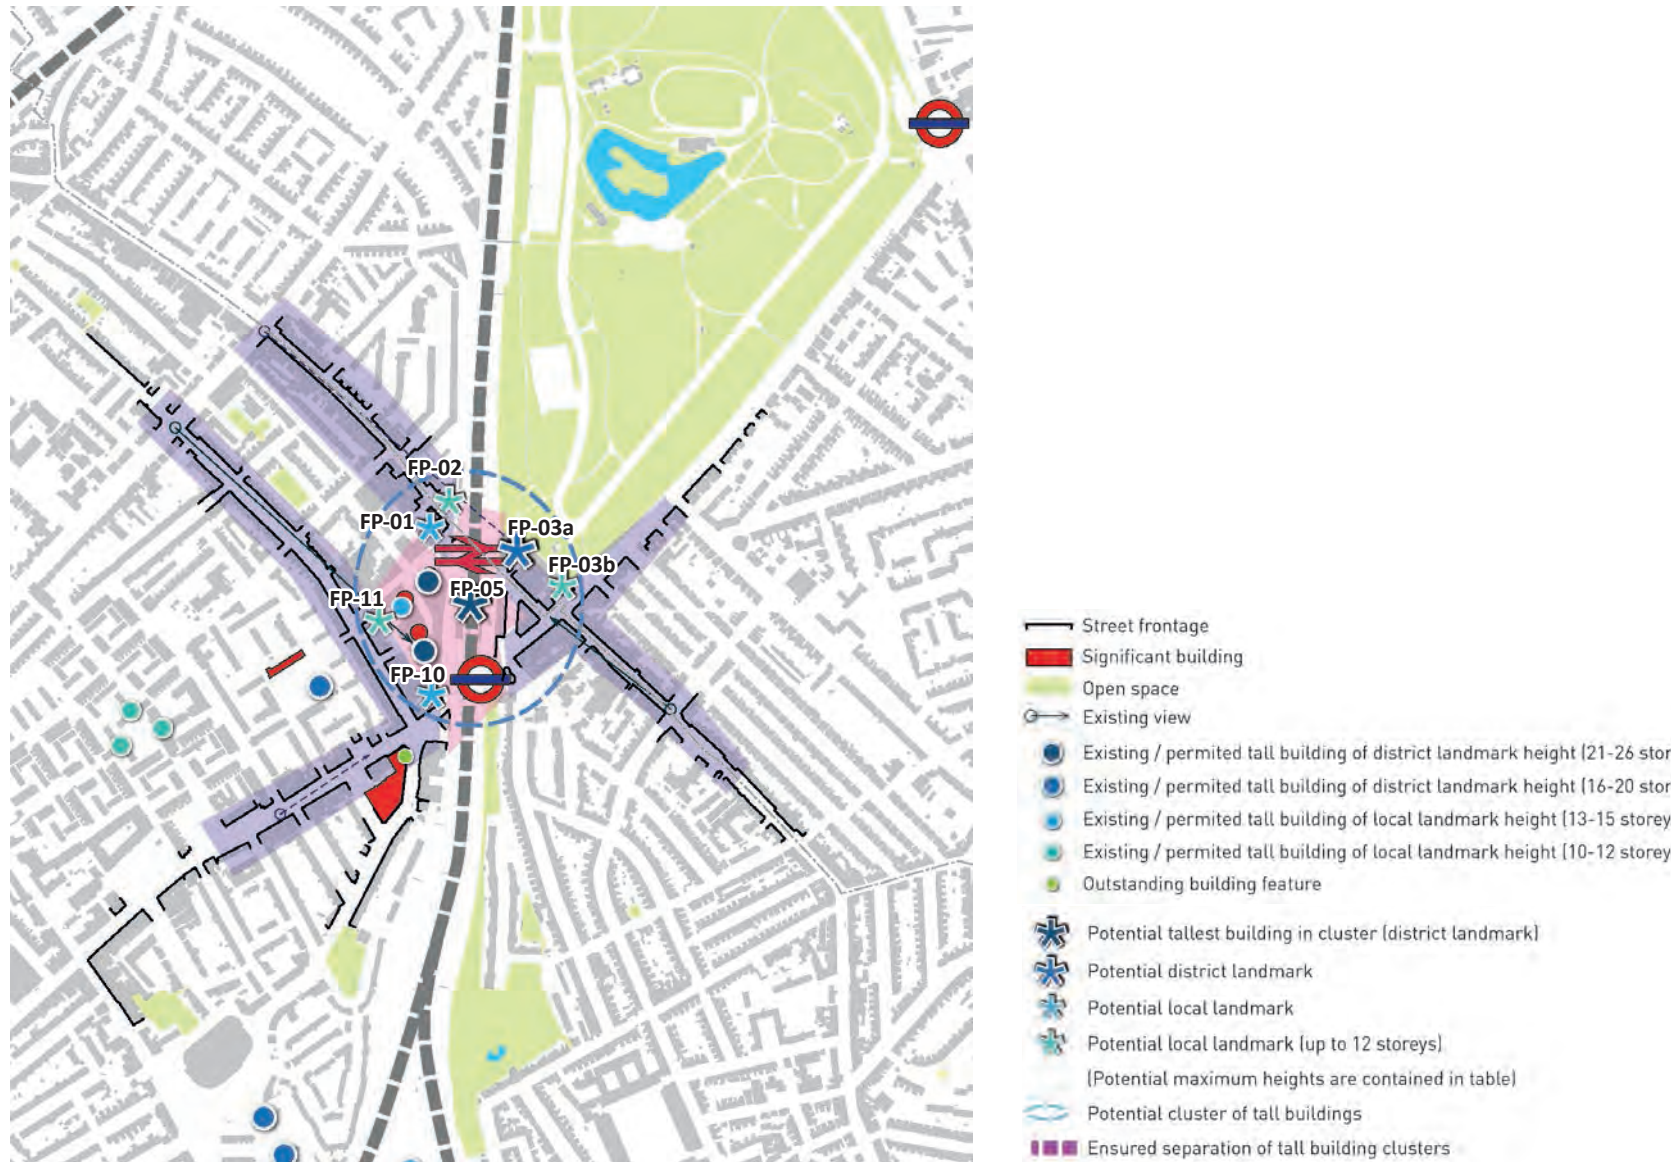 FP-02
FP-01
FP-03a
FP-03b
FP-05
FP-11
FP-10
Street frontage
Significant building
Open space
Existing view
Existing / permited tall building of district landmark height (21-26 stor
Existing / permited tall building of district landmark height (16-20 stor
Existing / permited tall building of local landmark height (13-15 storey
Existing / permited tall building of local landmark height (10-12 storey
Outstanding building feature
Potential tallest building in cluster (district landmark)
Potential district landmark
Potential local landmark
Potential local landmark (up to 12 storeys)
(Potential maximum heights are contained in table)
Potential cluster of tall buildings
Ensured separation of tall building clusters